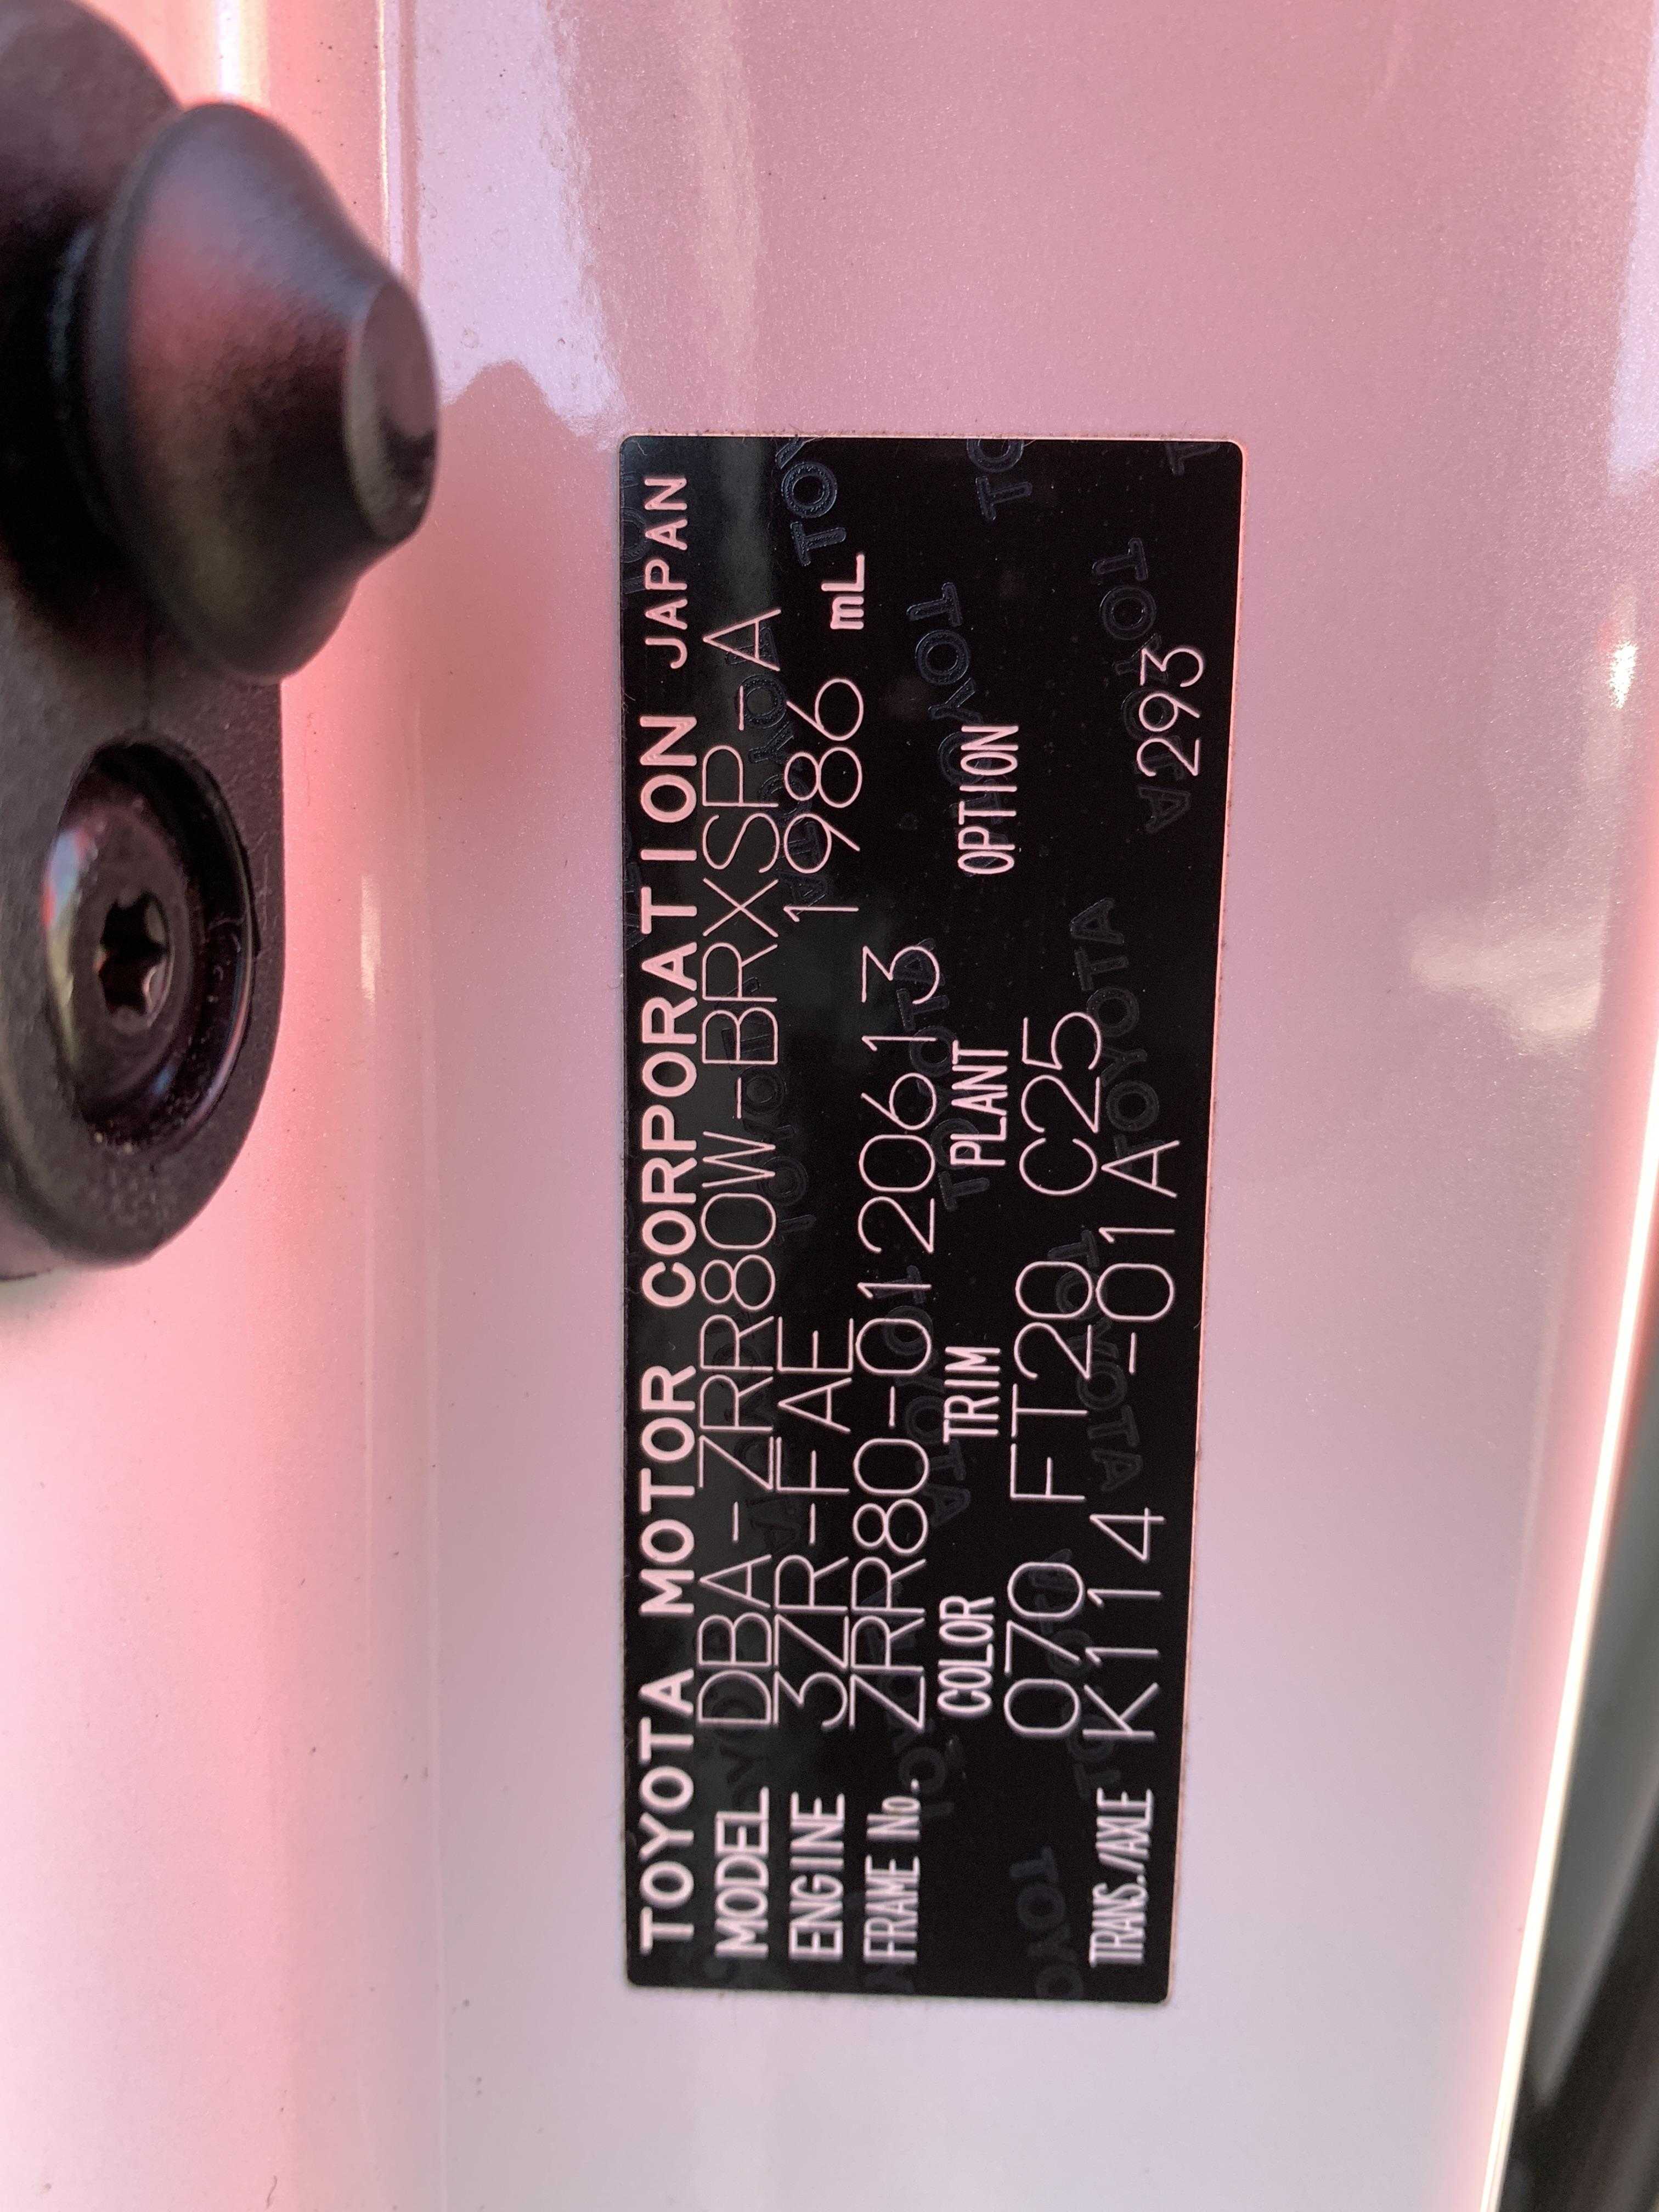 TOYOTA MOTOR CORPORATION JAPAN
MODEL DBA-ZRR80W-BRXSP-A
ENGINE 3ZR-FAE 1986 mL
FRAME No. ZRR80-0120613
COLOR TRIM PLANT OPTION
070 FT20 C25
TRANS./AXLE K114-01A 293